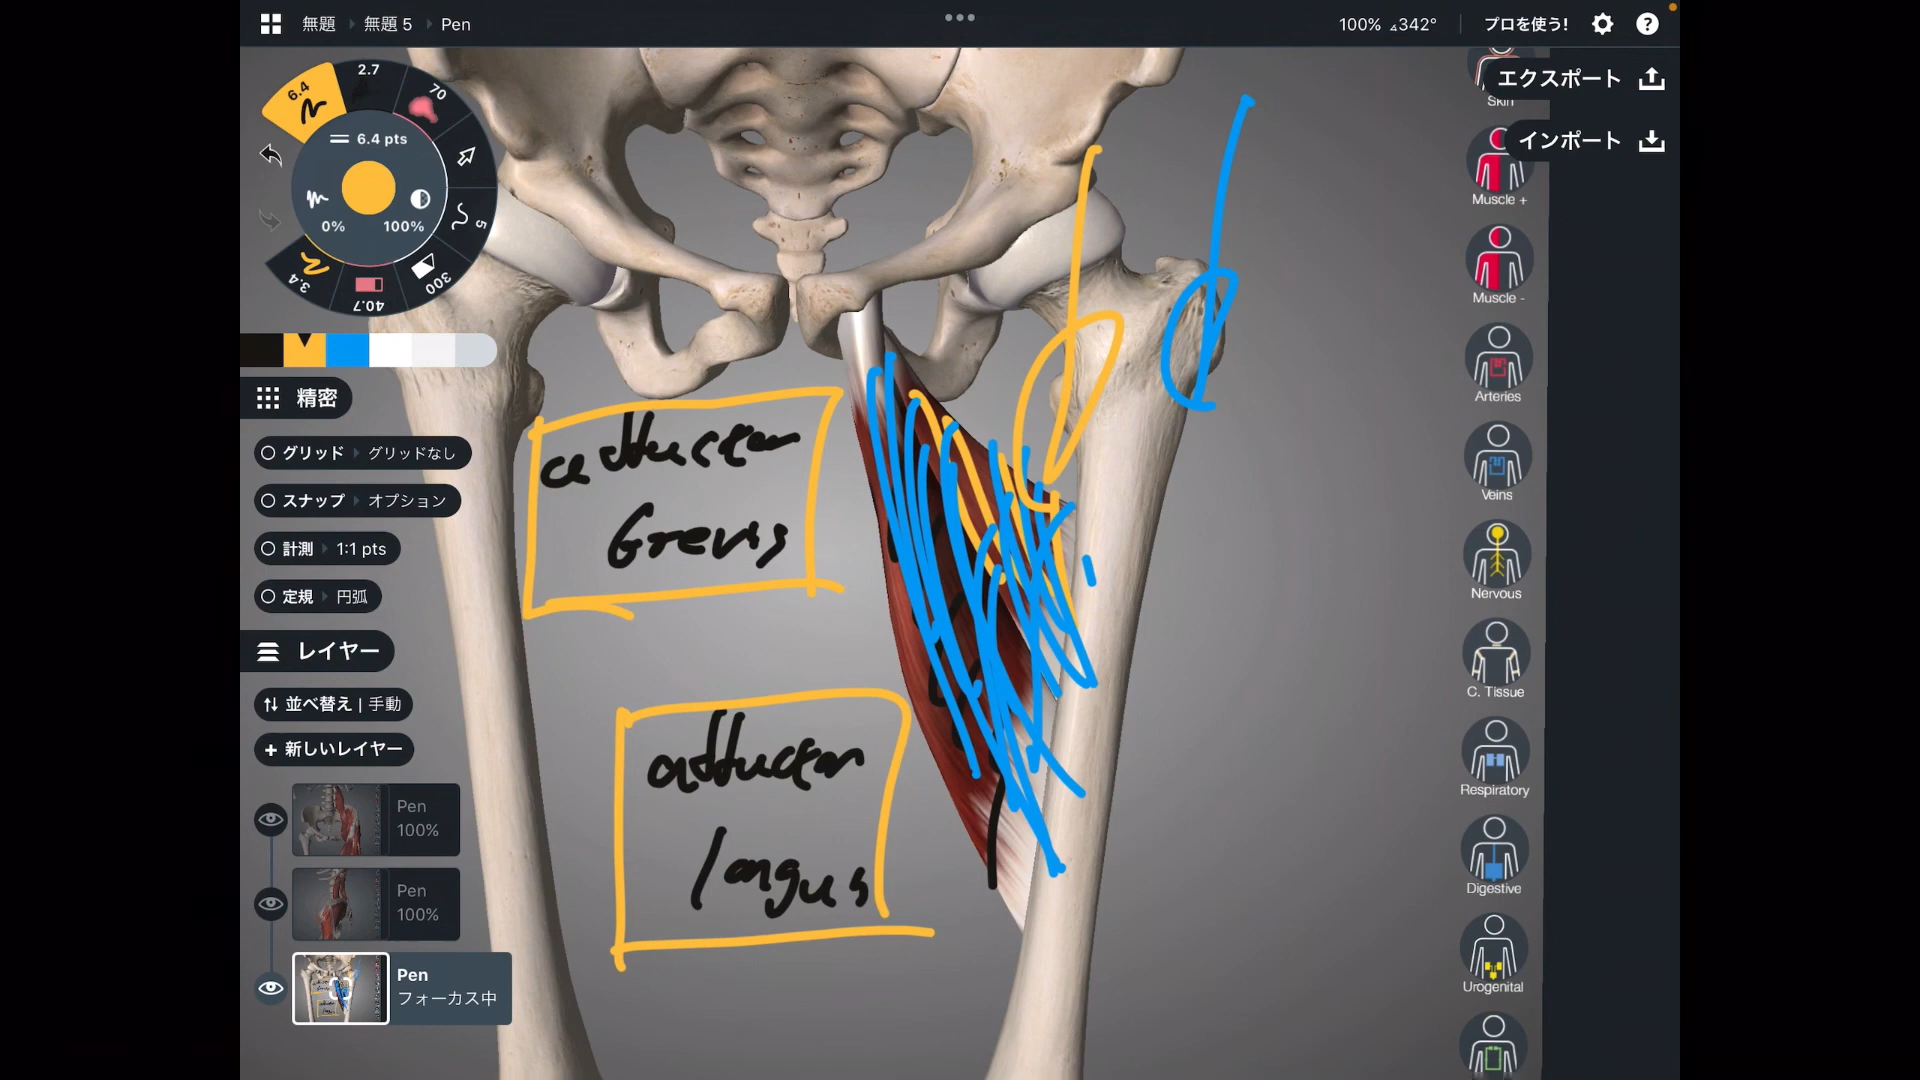 無題 無題 5 Pen
100% ⊿342° プロを使う!
エクスポート
インポート
2.7
6.4
70
6.4 pts
0% 100%
5
300
40.7
3.4
精密
グリッド グリッドなし
スナップ オプション
計測 1:1 pts
定規 円弧
レイヤー
並べ替え | 手動
+ 新しいレイヤー
Pen
100%
Pen
100%
Pen
フォーカス中
adductor
brevis
adductor
longus
Skin
Muscle +
Muscle -
Arteries
Veins
Nervous
C. Tissue
Respiratory
Digestive
Urogenital